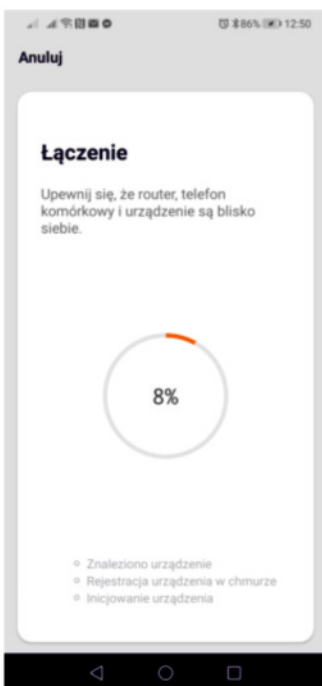 86% 12:50
Anuluj
Łączenie
Upewnij się, że router, telefon
komórkowy i urządzenie są blisko
siebie.
8%
Znaleziono urządzenie
Rejestracja urządzenia w chmurze
Inicjowanie urządzenia